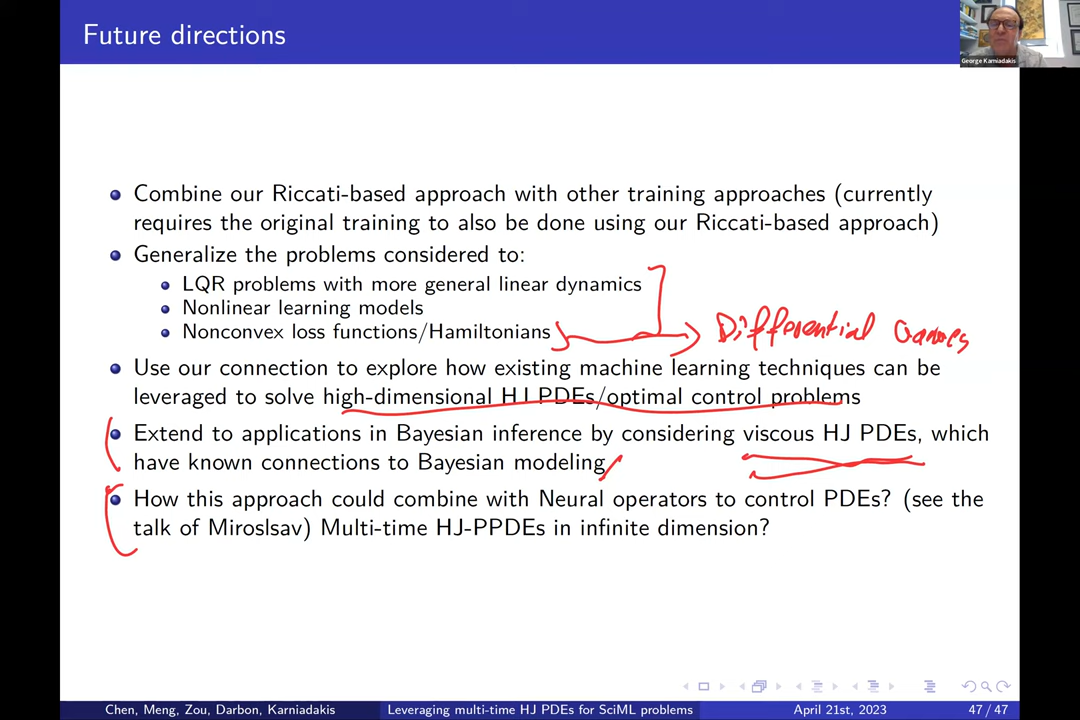 Future directions
George Karniadakis
Combine our Riccati-based approach with other training approaches (currently
requires the original training to also be done using our Riccati-based approach)
Generalize the problems considered to:
LQR problems with more general linear dynamics
Nonlinear learning models
Nonconvex loss functions/Hamiltonians
Differential Games
Use our connection to explore how existing machine learning techniques can be
leveraged to solve high-dimensional HJ PDEs/optimal control problems
Extend to applications in Bayesian inference by considering viscous HJ PDEs, which
have known connections to Bayesian modeling
How this approach could combine with Neural operators to control PDEs? (see the
talk of Miroslsav) Multi-time HJ-PPDEs in infinite dimension?
Chen, Meng, Zou, Darbon, Karniadakis Leveraging multi-time HJ PDEs for SciML problems April 21st, 2023 47/47